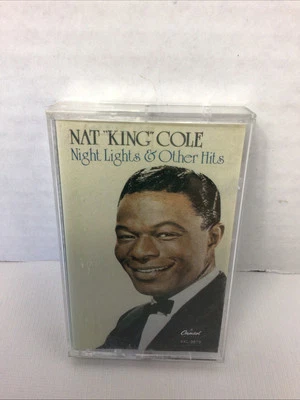 NAT "KING" COLE
Night Lights & Other Hits
Capitol